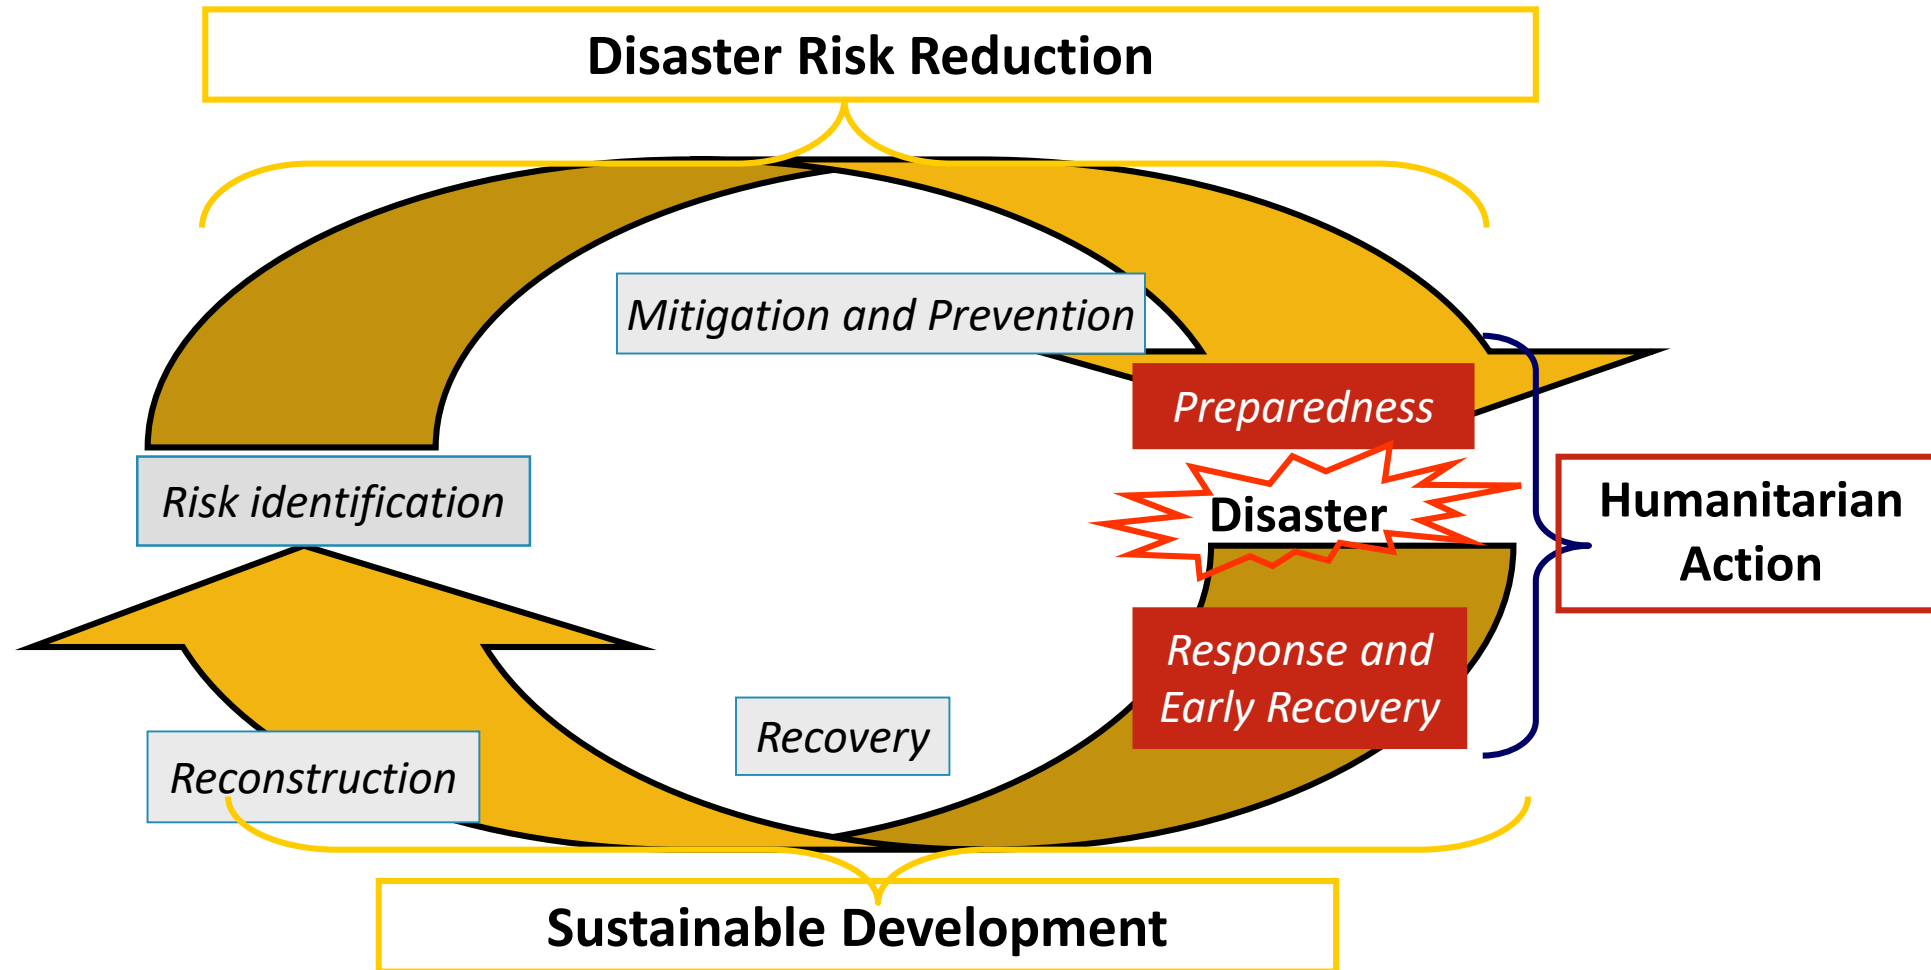 Disaster Risk Reduction
Mitigation and Prevention
Preparedness
Risk identification
Disaster
Humanitarian
Action
Response and
Early Recovery
Recovery
Reconstruction
Sustainable Development